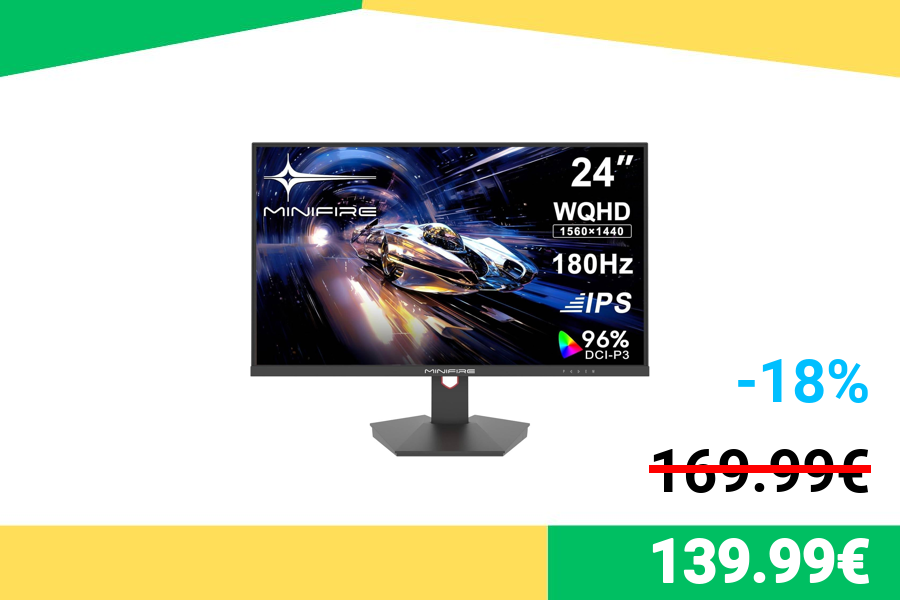 MINIFIRE
24”
WQHD
1560×1440
180Hz
IPS
96%
DCI-P3
MINIFIRE
-18%
169.99€
139.99€